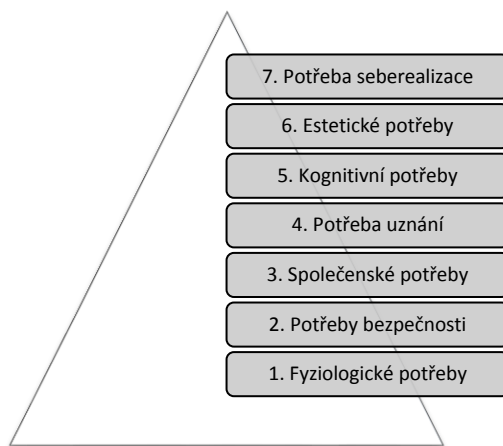 7. Potřeba seberealizace
6. Estetické potřeby
5. Kognitivní potřeby
4. Potřeba uznání
3. Společenské potřeby
2. Potřeby bezpečnosti
1. Fyziologické potřeby